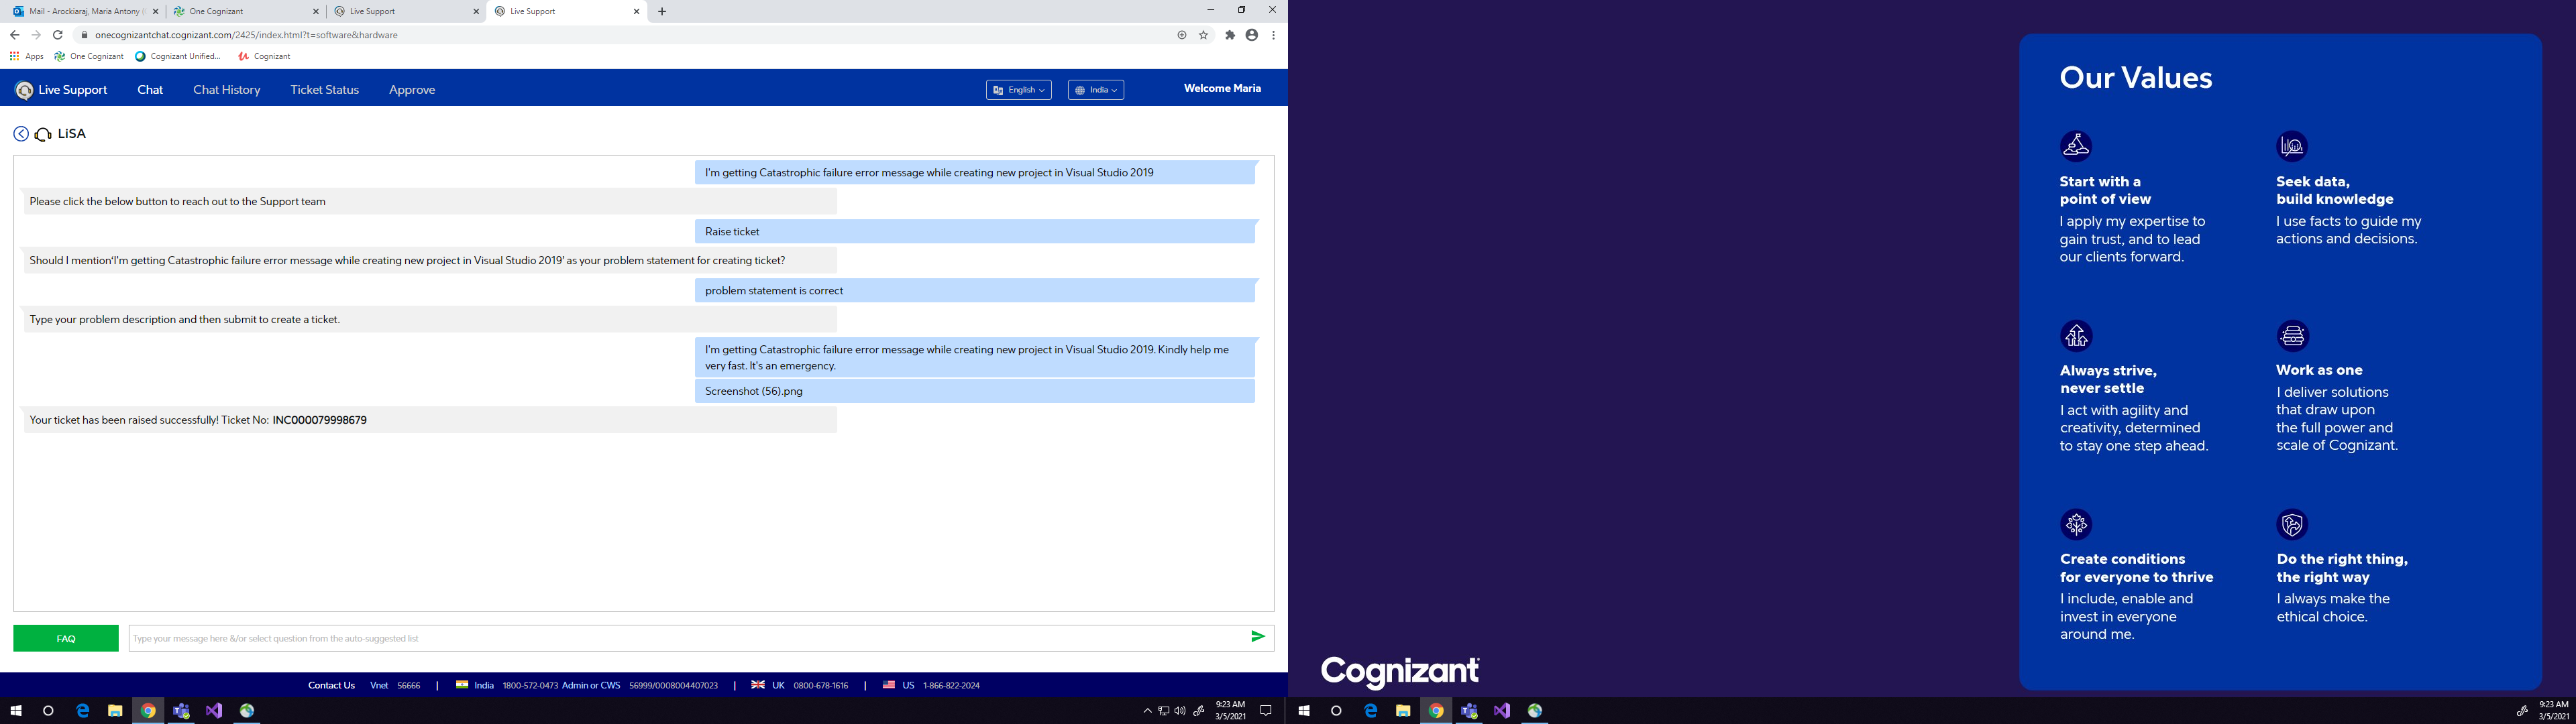 Mail - Arockiaraj, Maria Antony
One Cognizant
Live Support
Live Support
onecognizantchat.cognizant.com/2425/index.html?t=software&hardware
Apps
One Cognizant
Cognizant Unified...
Cognizant
Live Support
Chat
Chat History
Ticket Status
Approve
English
India
Welcome Maria
LiSA
I'm getting Catastrophic failure error message while creating new project in Visual Studio 2019
Please click the below button to reach out to the Support team
Raise ticket
Should I mention'I'm getting Catastrophic failure error message while creating new project in Visual Studio 2019' as your problem statement for creating ticket?
problem statement is correct
Type your problem description and then submit to create a ticket.
I'm getting Catastrophic failure error message while creating new project in Visual Studio 2019. Kindly help me
very fast. It's an emergency.
Screenshot (56).png
Your ticket has been raised successfully! Ticket No: INC000079998679
FAQ
Type your message here &/or select question from the auto-suggested list
Contact Us Vnet 56666 | India 1800-572-0473 Admin or CWS 56999/0008004407023 | UK 0800-678-1616 | US 1-866-822-2024
9:23 AM
3/5/2021
Our Values
Start with a
point of view
I apply my expertise to
gain trust, and to lead
our clients forward.
Seek data,
build knowledge
I use facts to guide my
actions and decisions.
Always strive,
never settle
I act with agility and
creativity, determined
to stay one step ahead.
Work as one
I deliver solutions
that draw upon
the full power and
scale of Cognizant.
Create conditions
for everyone to thrive
I include, enable and
invest in everyone
around me.
Do the right thing,
the right way
I always make the
ethical choice.
Cognizant
9:23 AM
3/5/2021